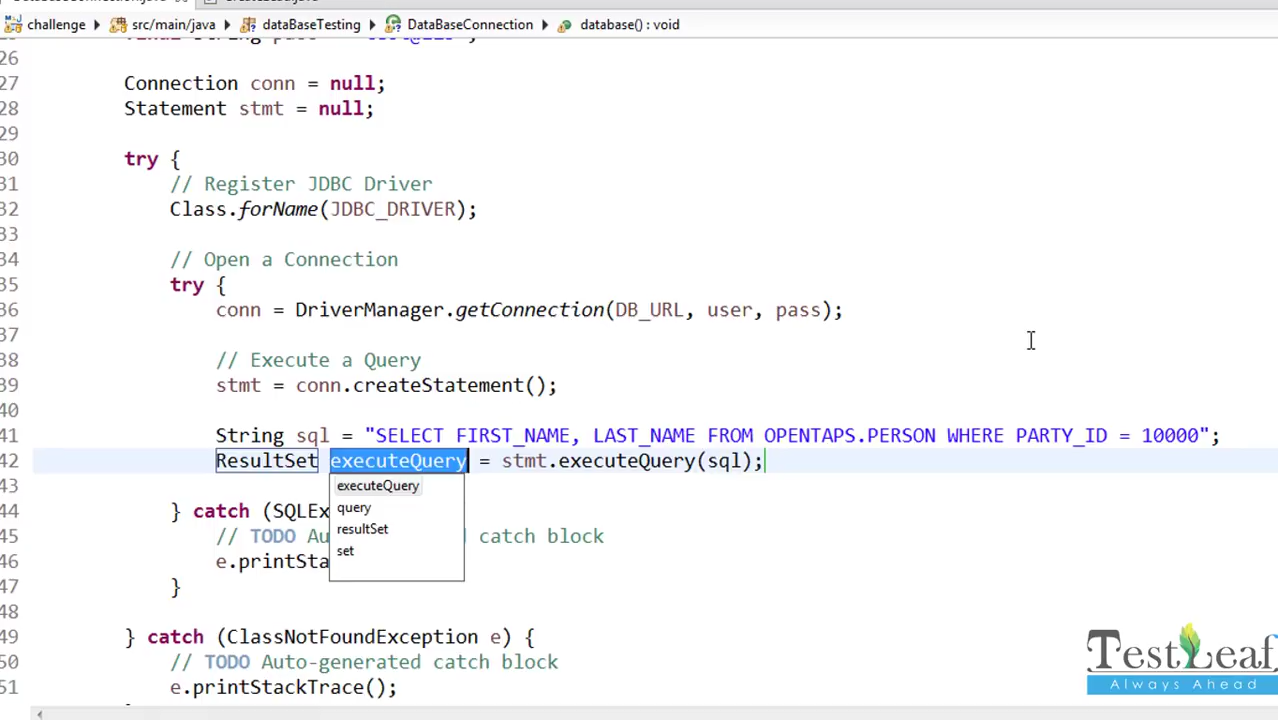 challenge src/main/java dataBaseTesting DataBaseConnection database() : void
26
27 Connection conn = null;
28 Statement stmt = null;
29
30 try {
31 // Register JDBC Driver
32 Class.forName(JDBC_DRIVER);
33
34 // Open a Connection
35 try {
36 conn = DriverManager.getConnection(DB_URL, user, pass);
37
38 // Execute a Query
39 stmt = conn.createStatement();
40
41 String sql = "SELECT FIRST_NAME, LAST_NAME FROM OPENTAPS.PERSON WHERE PARTY_ID = 10000";
42 ResultSet executeQuery = stmt.executeQuery(sql);
43
executeQuery
query
resultSet
set
44 } catch (SQLEx
45 // TODO Au catch block
46 e.printSta
47 }
48
49 } catch (ClassNotFoundException e) {
50 // TODO Auto-generated catch block
51 e.printStackTrace();
TestLeaf
Always Ahead